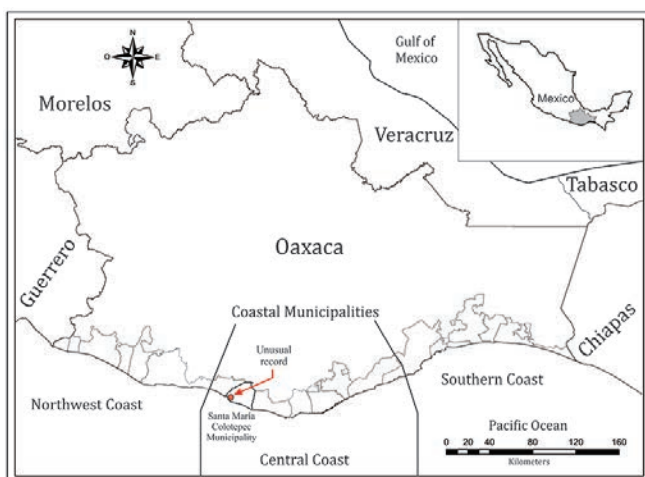 N
O
E
S
Gulf of
Mexico
Mexico
Morelos
Veracruz
Tabasco
Oaxaca
Guerrero
Chiapas
Coastal Municipalities
Unusual
record
Southern Coast
Northwest Coast
Santa María
Colotepec
Municipality
Central Coast
Pacific Ocean
0 10 20 40 80 120 160
Kilometers